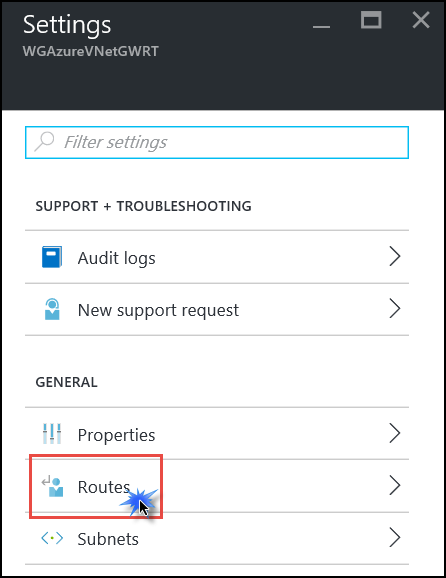 Settings
WGAzureVNetGWRT
Filter settings
SUPPORT + TROUBLESHOOTING
Audit logs
New support request
GENERAL
Properties
Routes
Subnets